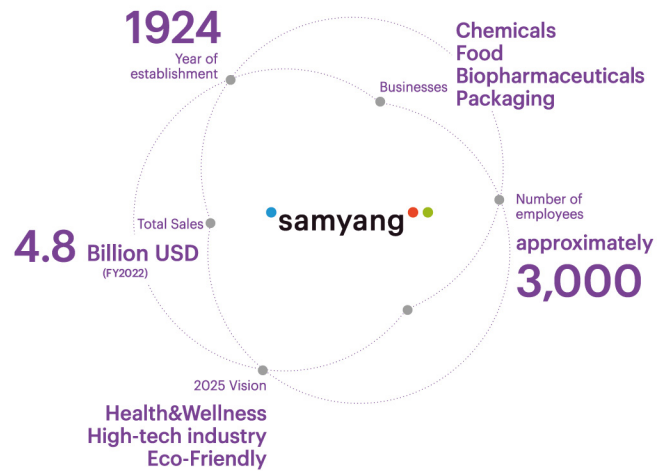 1924
Year of
establishment
Businesses
Chemicals
Food
Biopharmaceuticals
Packaging
samyang
Total Sales
4.8 Billion USD
(FY2022)
Number of
employees
approximately
3,000
2025 Vision
Health&Wellness
High-tech industry
Eco-Friendly